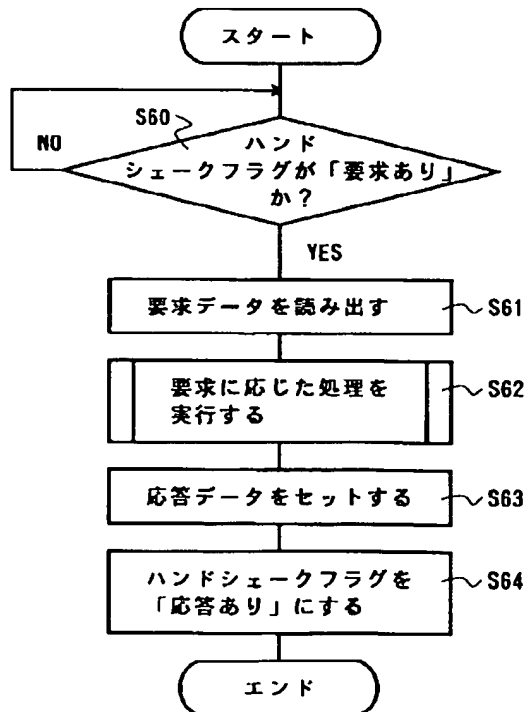 スタート
S60
NO
ハンド
シェークフラグが「要求あり」
か？
YES
要求データを読み出す
S61
要求に応じた処理を
実行する
S62
応答データをセットする
S63
ハンドシェークフラグを
「応答あり」にする
S64
エンド